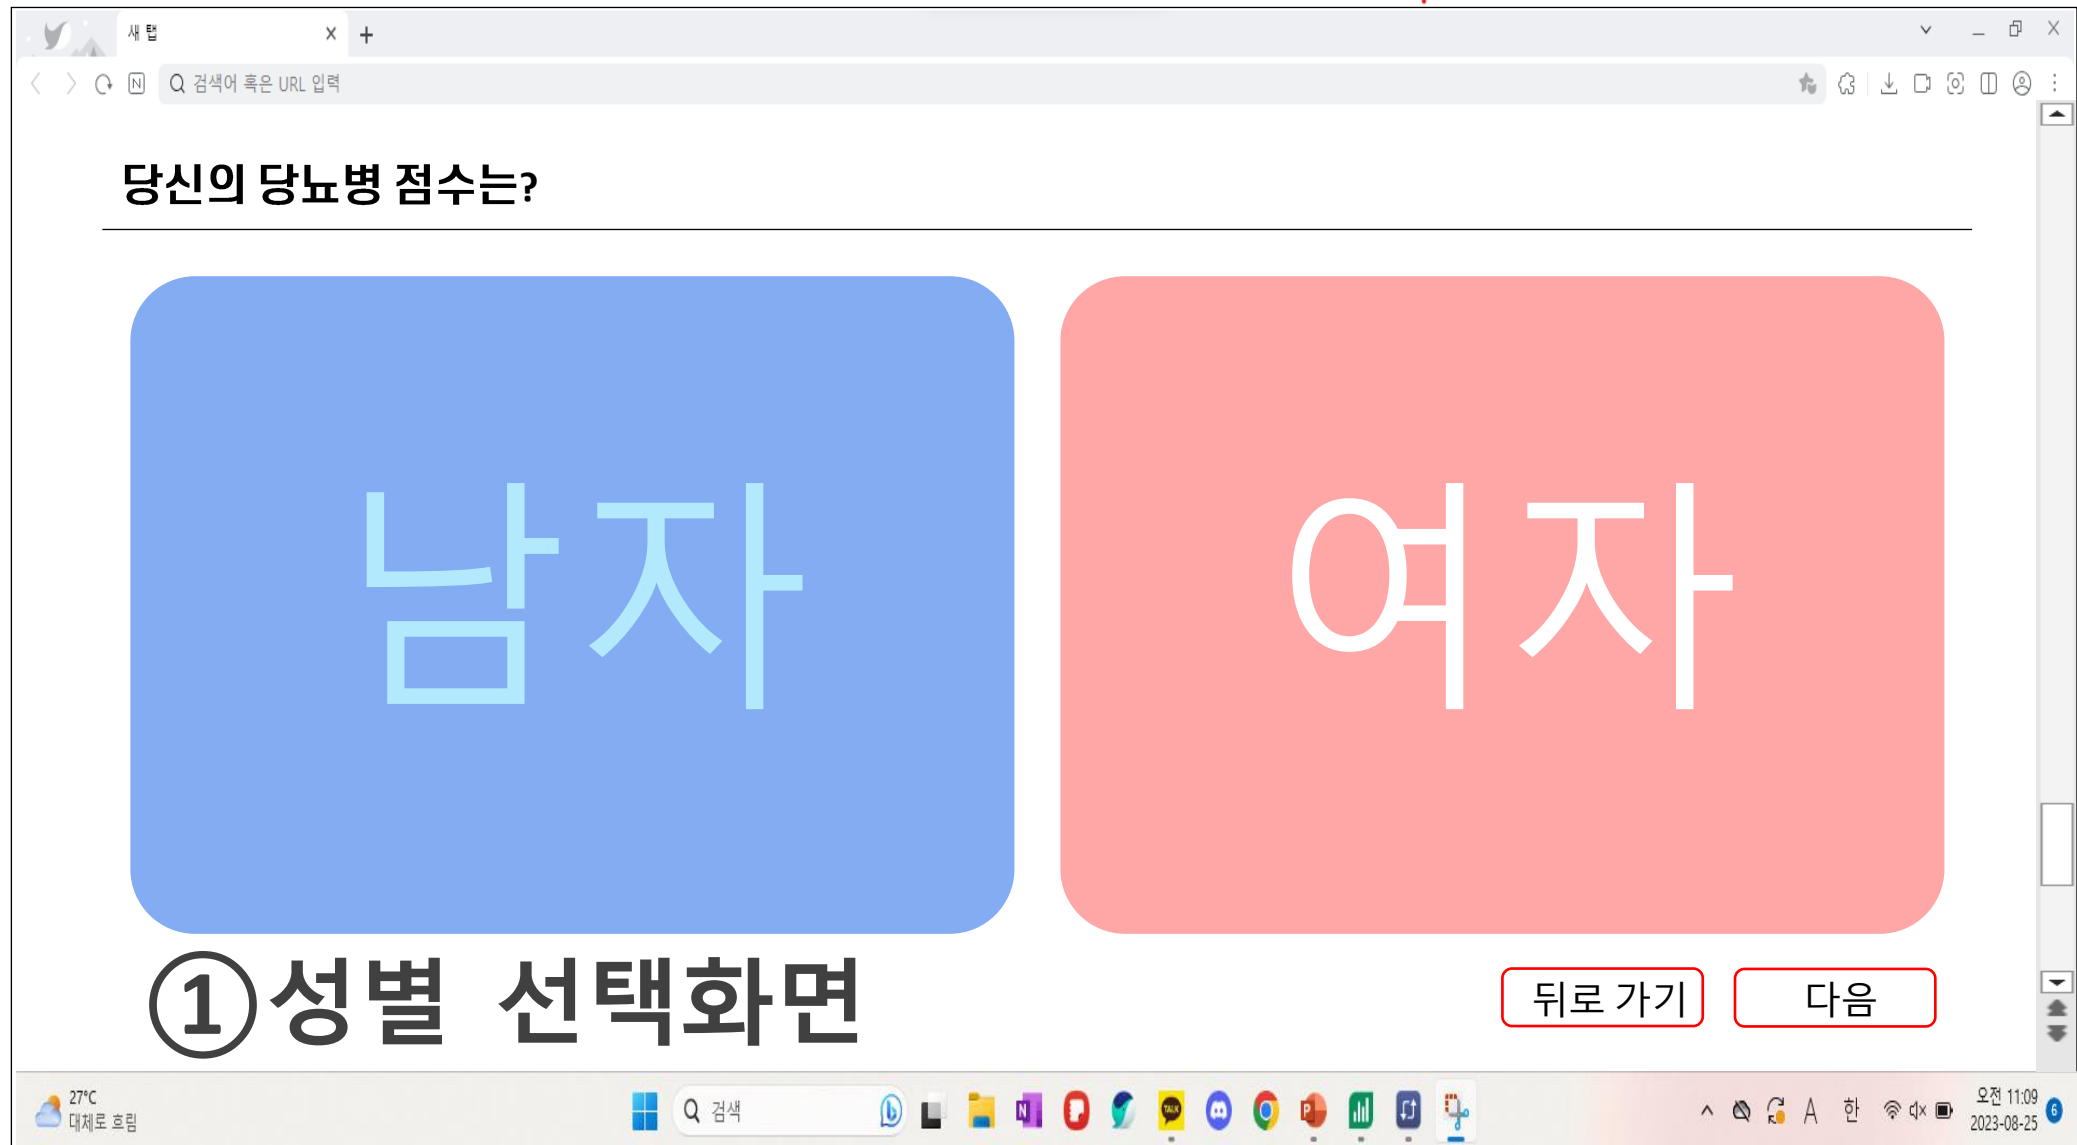 새 탭
검색어 혹은 URL 입력
당신의 당뇨병 점수는?
남자
여자
①성별 선택화면
뒤로 가기
다음
27°C
대체로 흐림
검색
TALK
A
한
오전 11:09
2023-08-25
6